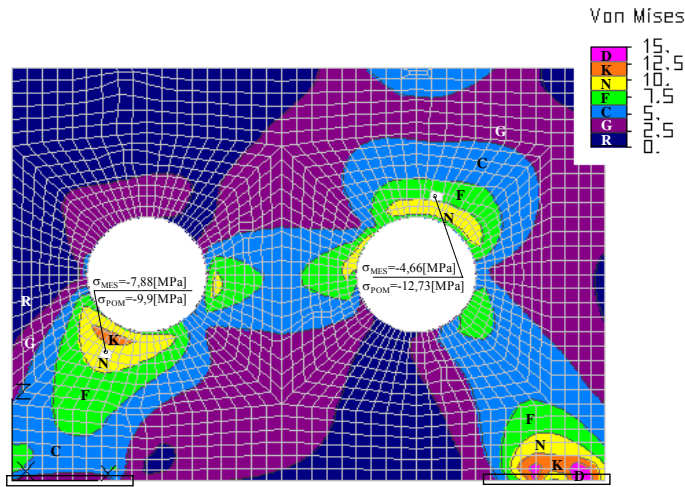 Von Mises
15.
D
12.5
K
10.
N
F
7.5
C
5.
G
2.5
R
0.
G
C
F
N
σMES=-7,88[MPa]
σPOM=-9,9[MPa]
σMES=-4,66[MPa]
σPOM=-12,73[MPa]
R
G
K
N
F
C
F
N
K
D
Z
X
Y